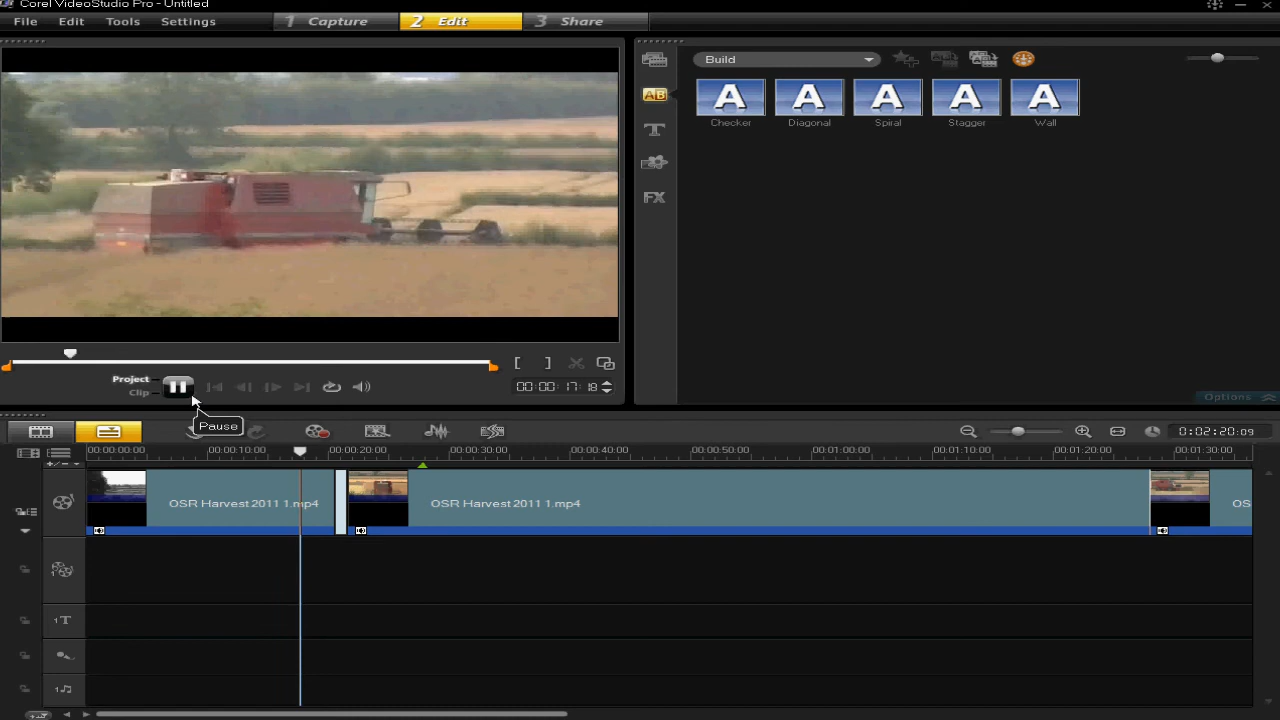 Corel VideoStudio Pro - Untitled
File Edit Tools Settings 1 Capture 2 Edit 3 Share
Build
AB
Checker Diagonal Spiral Stagger Wall
T
FX
Project
Clip
[ ] 00:00:17:18
Options
Pause
0:02:20:09
00:00:00:00 00:00:10:00 00:00:20:00 00:00:30:00 00:00:40:00 00:00:50:00 00:01:00:00 00:01:10:00 00:01:20:00 00:01:30:00
OSR Harvest 2011 1.mp4 OSR Harvest 2011 1.mp4 OS
1T
1